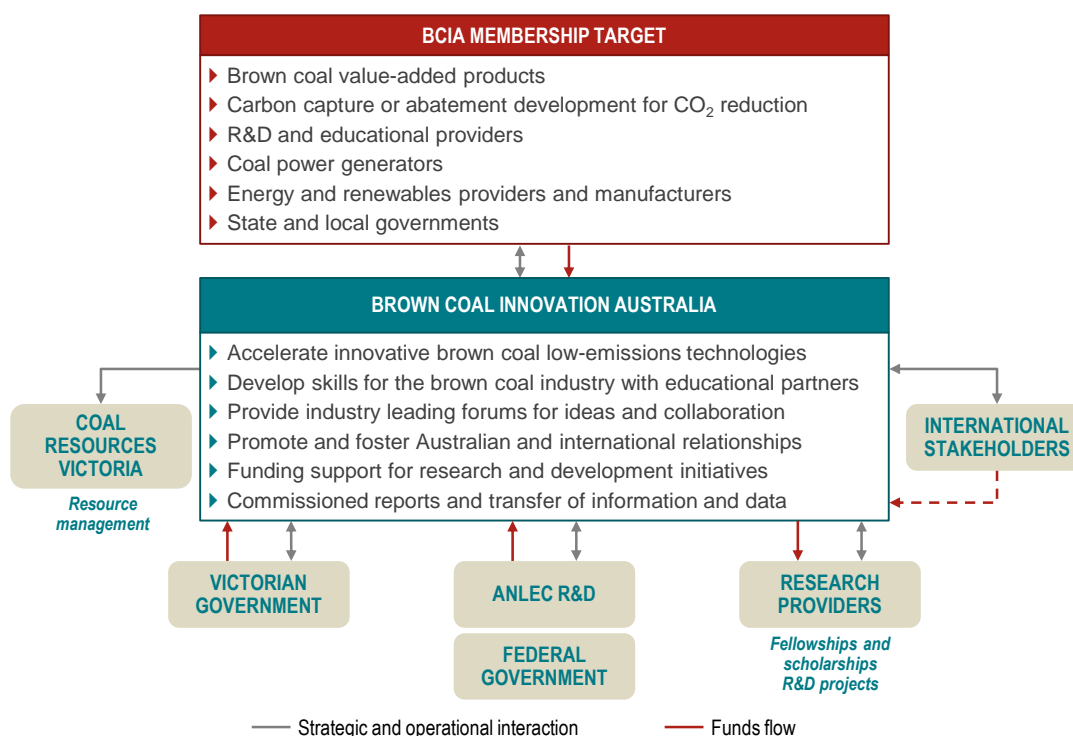 BCIA MEMBERSHIP TARGET
Brown coal value-added products
Carbon capture or abatement development for CO₂ reduction
R&D and educational providers
Coal power generators
Energy and renewables providers and manufacturers
State and local governments
BROWN COAL INNOVATION AUSTRALIA
Accelerate innovative brown coal low-emissions technologies
Develop skills for the brown coal industry with educational partners
Provide industry leading forums for ideas and collaboration
Promote and foster Australian and international relationships
Funding support for research and development initiatives
Commissioned reports and transfer of information and data
COAL
RESOURCES
VICTORIA
Resource
management
INTERNATIONAL
STAKEHOLDERS
VICTORIAN
GOVERNMENT
ANLEC R&D
FEDERAL
GOVERNMENT
RESEARCH
PROVIDERS
Fellowships and
scholarships
R&D projects
Strategic and operational interaction
Funds flow